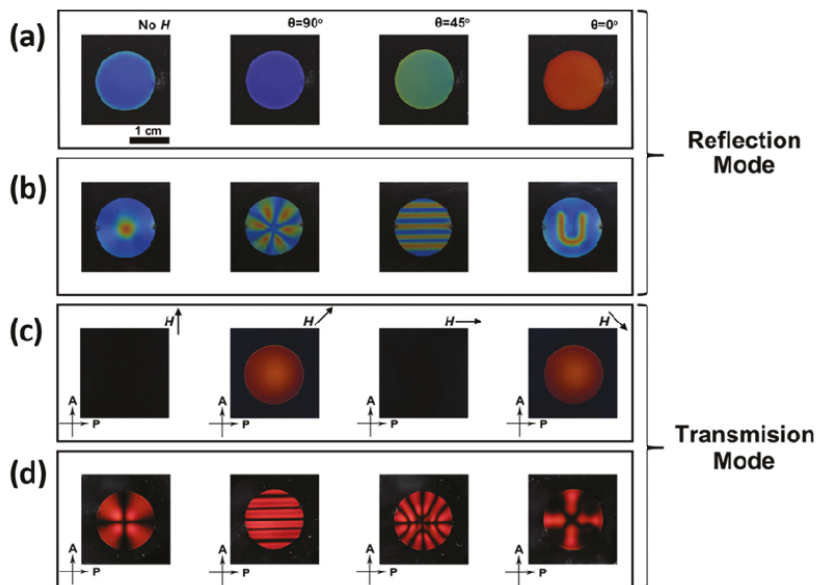 (a)
No H
θ=90°
θ=45°
θ=0°
1 cm
(b)
Reflection
Mode
(c)
H
H
H
H
A
P
A
P
A
P
A
P
(d)
A
P
A
P
A
P
A
P
Transmision
Mode
U